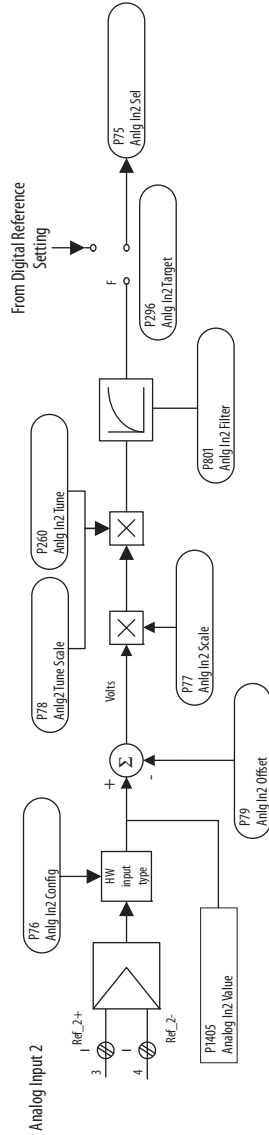 Analog Input 2
3
I
Ref_2+
4
I
Ref_2-
P76
Anlg In2 Config
HW
input
type
P1405
Analog In2 Value
+
Σ
-
P79
Anlg In2 Offset
Volts
X
P77
Anlg In2 Scale
P78
Anlg2 Tune Scale
P260
Anlg In2 Tune
X
P801
Anlg In2 Filter
From Digital Reference
Setting
F
P296
Anlg In2 Target
P75
Anlg In2 Sel